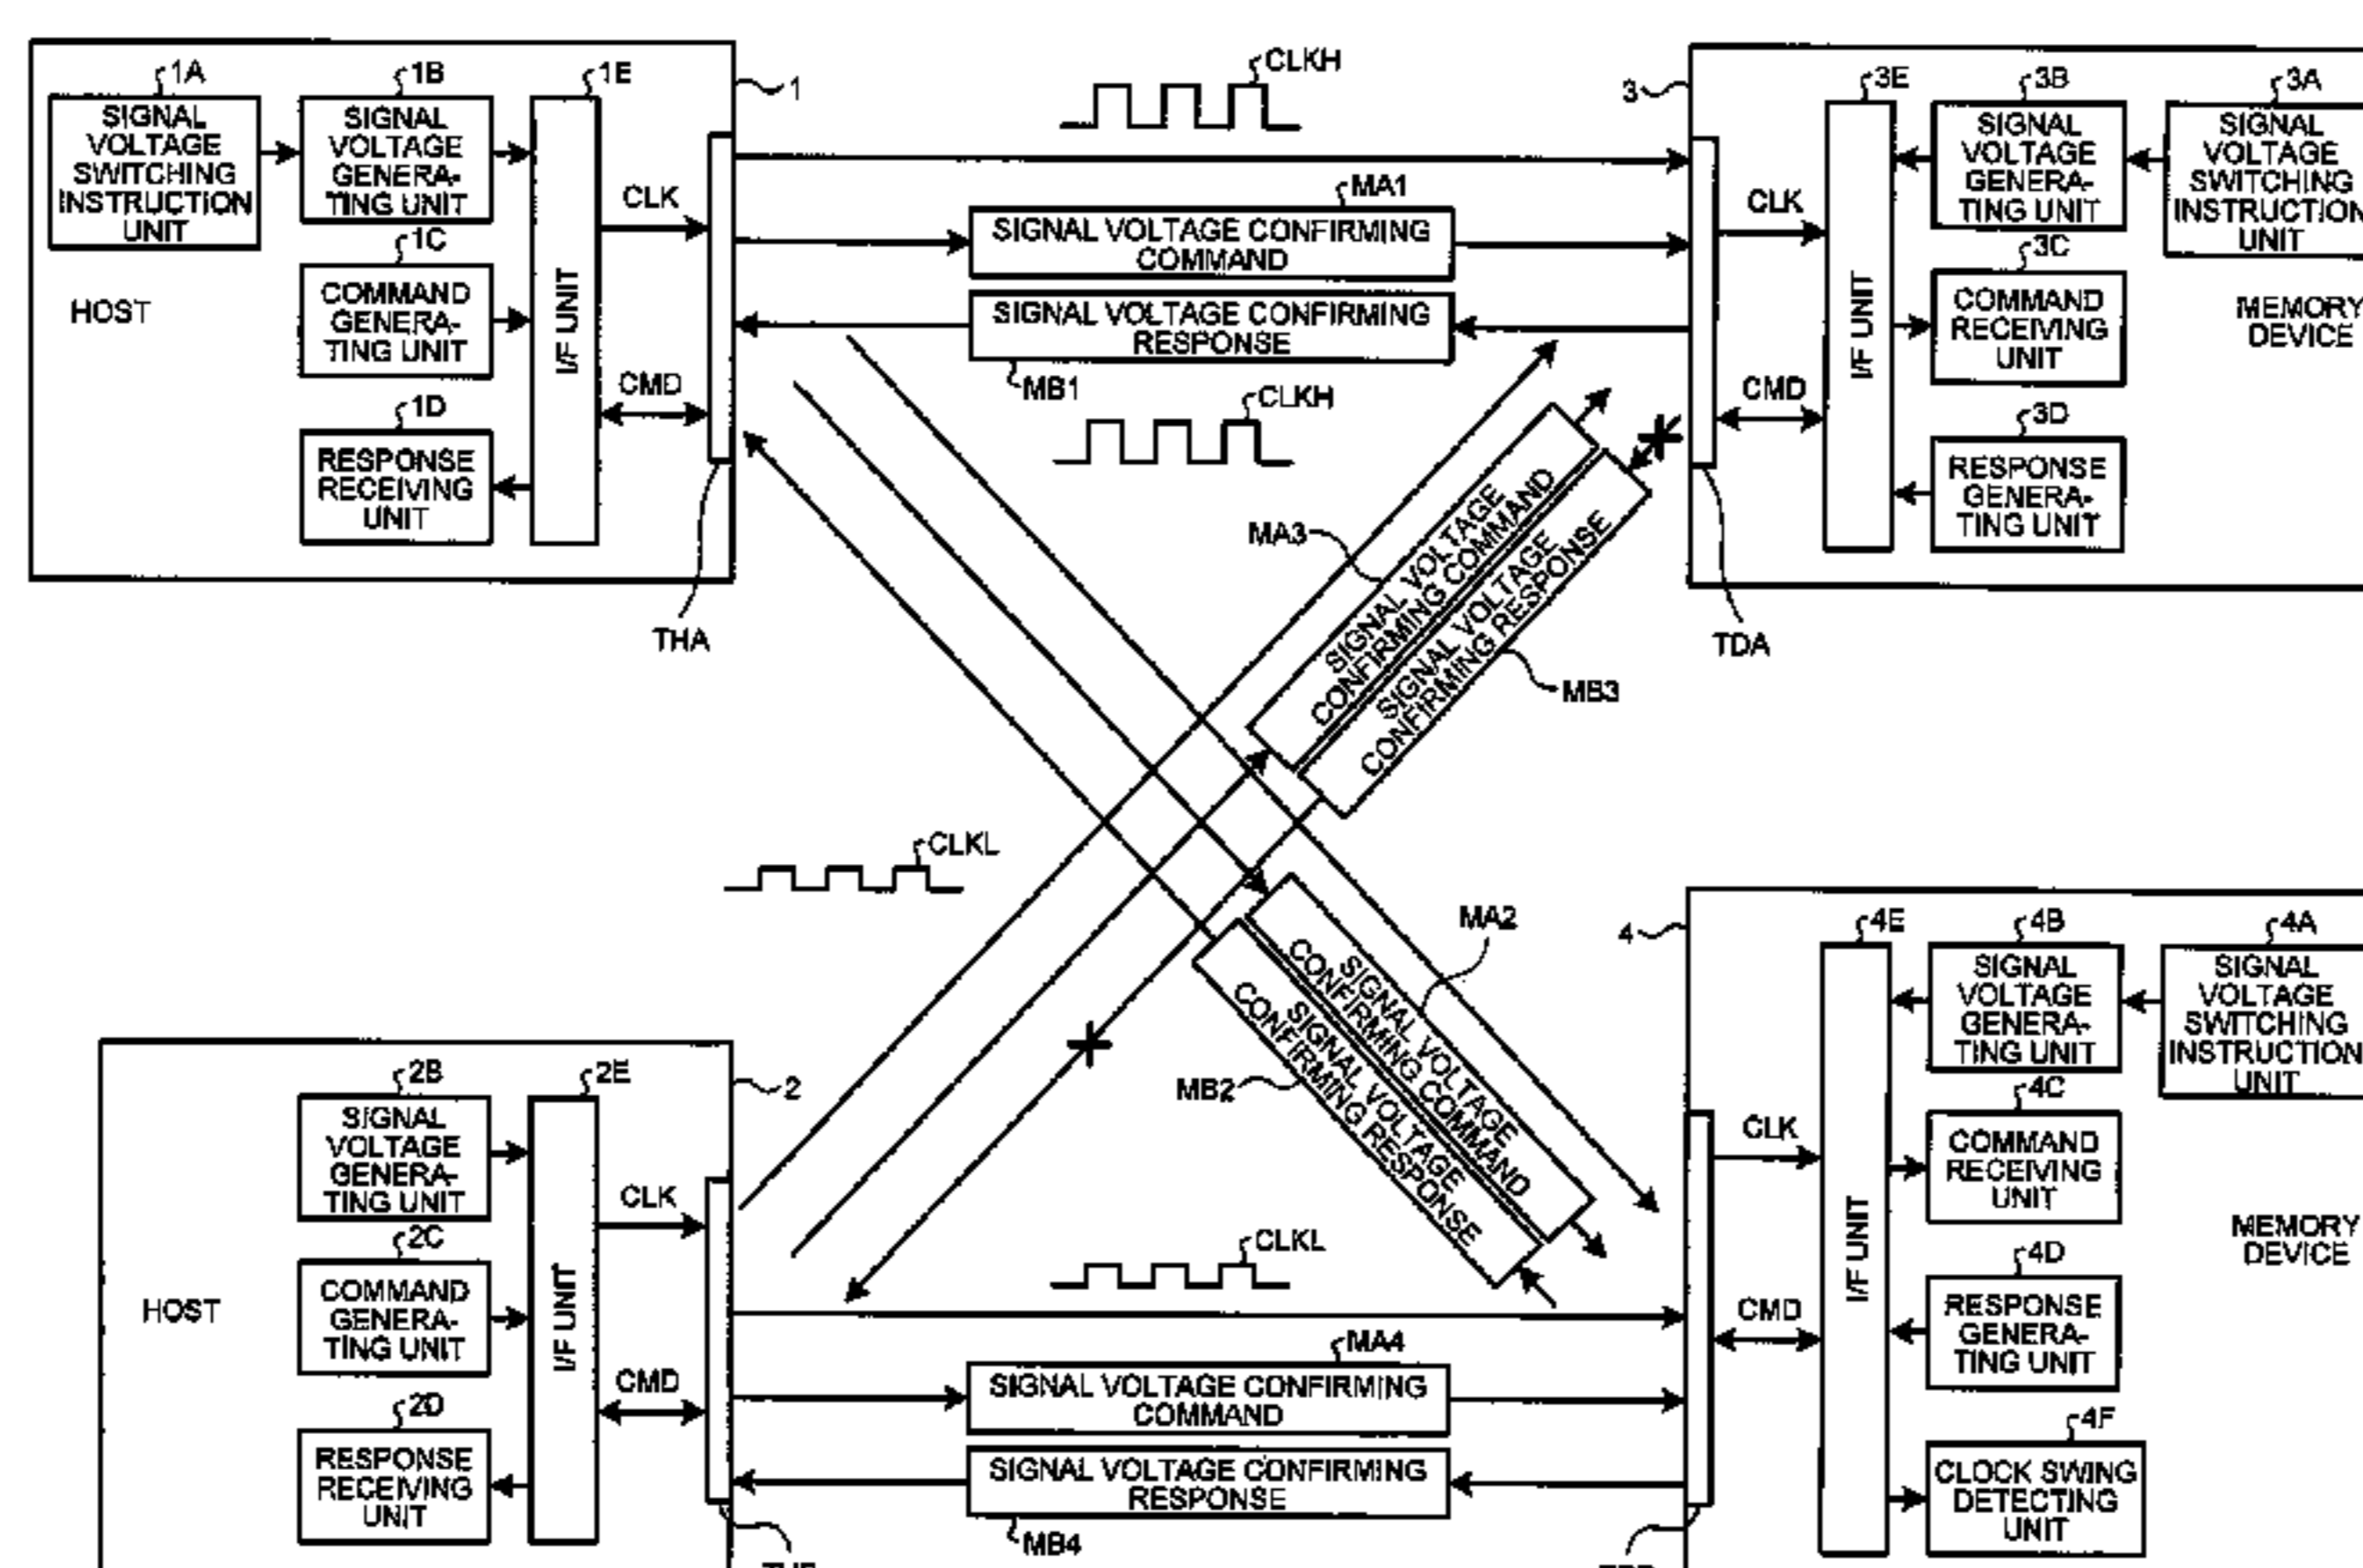 1A
SIGNAL
VOLTAGE
SWITCHING
INSTRUCTION
UNIT
1B
SIGNAL
VOLTAGE
GENERA-
TING UNIT
1C
COMMAND
GENERA-
TING UNIT
1D
RESPONSE
RECEIVING
UNIT
1E
I/F UNIT
HOST
CLK
CMD
1
THA
CLKH
MA1
SIGNAL VOLTAGE CONFIRMING
COMMAND
SIGNAL VOLTAGE CONFIRMING
RESPONSE
MB1
CLKH
3
TDA
CLK
CMD
3E
I/F UNIT
3B
SIGNAL
VOLTAGE
GENERA-
TING UNIT
3C
COMMAND
RECEIVING
UNIT
3D
RESPONSE
GENERA-
TING UNIT
3A
SIGNAL
VOLTAGE
SWITCHING
INSTRUCTION
UNIT
MEMORY
DEVICE
MA3
SIGNAL VOLTAGE
CONFIRMING COMMAND
SIGNAL VOLTAGE
CONFIRMING RESPONSE
MB3
CLKL
MA2
SIGNAL VOLTAGE
CONFIRMING COMMAND
SIGNAL VOLTAGE
CONFIRMING RESPONSE
MB2
2B
SIGNAL
VOLTAGE
GENERA-
TING UNIT
2C
COMMAND
GENERA-
TING UNIT
2D
RESPONSE
RECEIVING
UNIT
2E
I/F UNIT
HOST
CLK
CMD
2
CLKL
MA4
SIGNAL VOLTAGE CONFIRMING
COMMAND
SIGNAL VOLTAGE CONFIRMING
RESPONSE
MB4
4
CLK
CMD
4E
I/F UNIT
4B
SIGNAL
VOLTAGE
GENERA-
TING UNIT
4C
COMMAND
RECEIVING
UNIT
4D
RESPONSE
GENERA-
TING UNIT
4F
CLOCK SWING
DETECTING
UNIT
4A
SIGNAL
VOLTAGE
SWITCHING
INSTRUCTION
UNIT
MEMORY
DEVICE